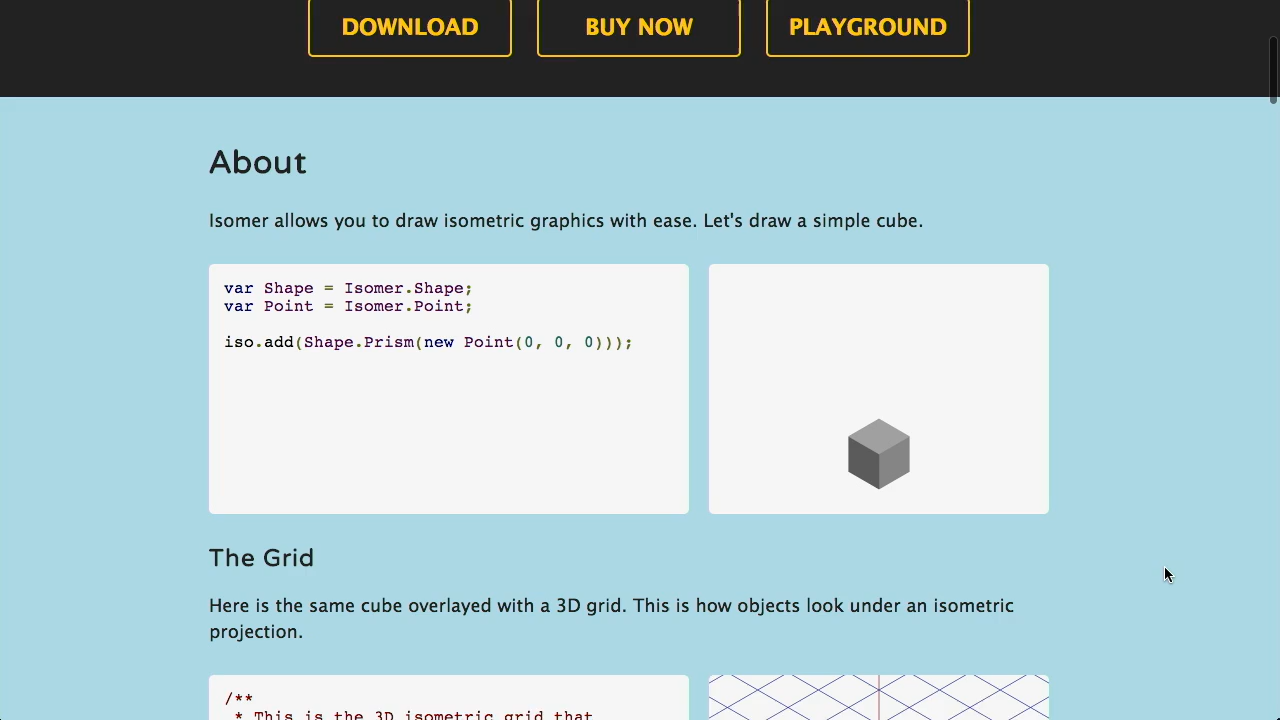 DOWNLOAD BUY NOW PLAYGROUND
About
Isomer allows you to draw isometric graphics with ease. Let's draw a simple cube.
var Shape = Isomer.Shape;
var Point = Isomer.Point;
iso.add(Shape.Prism(new Point(0, 0, 0)));
The Grid
Here is the same cube overlayed with a 3D grid. This is how objects look under an isometric
projection.
/**
* This is the 3D isometric grid that